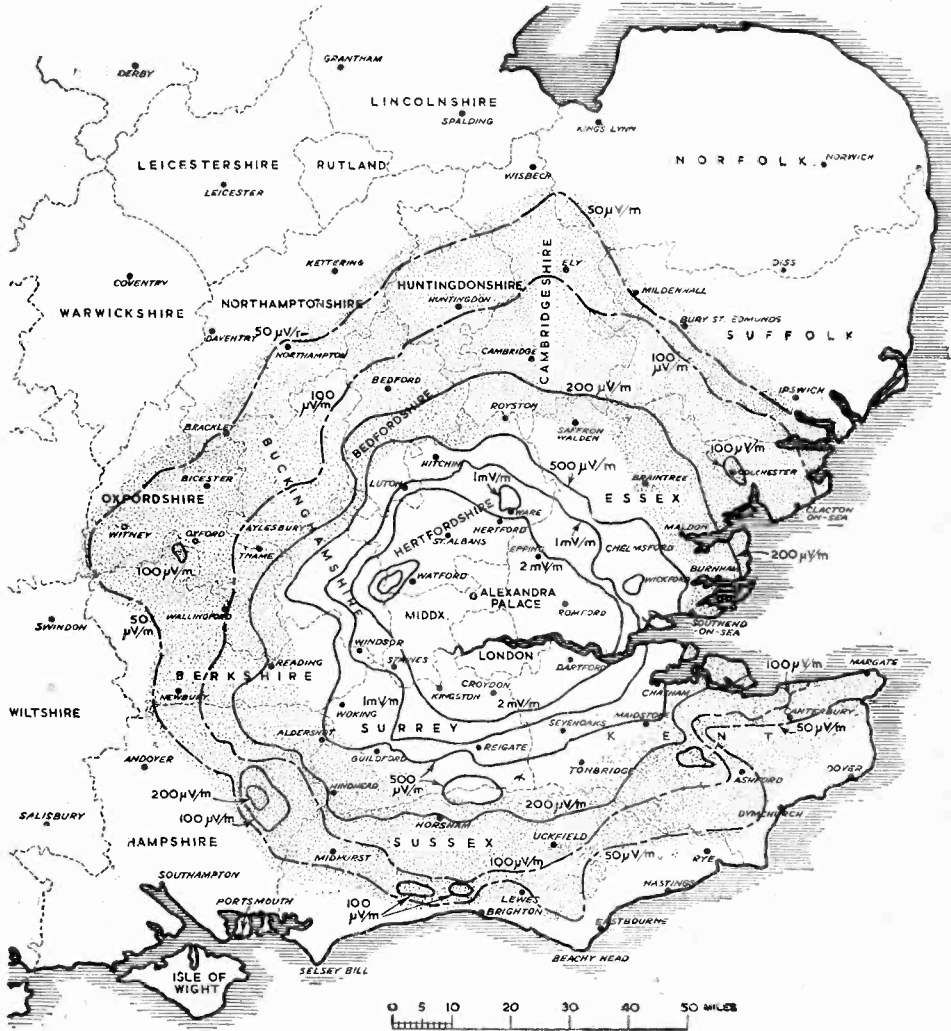 GRANTHAM
DERBY
LINCOLNSHIRE
SPALDING
KINGS LYNN
LEICESTERSHIRE
RUTLAND
NORFOLK
NORWICH
LEICESTER
WISBECH
50μV/m
KETTERING
ELY
DISS
COVENTRY
HUNTINGDONSHIRE
CAMBRIDGESHIRE
MILDENHALL
WARWICKSHIRE
NORTHAMPTONSHIRE
HUNTINGDON
BURY ST. EDMUNDS
SUFFOLK
DAVENTRY
50μV/m
NORTHAMPTON
CAMBRIDGE
100
μV/m
BEDFORD
200 μV/m
IPSWICH
100
μV/m
BEDFORDSHIRE
ROYSTON
BRACKLEY
SAFFRON
WALDEN
BUCKINGHAMSHIRE
HITCHIN
500μV/m
100μV/m
COLCHESTER
BICESTER
LUTON
1mV/m
BRAINTREE
OXFORDSHIRE
ESSEX
WARE
CLACTON
ON-SEA
HERTFORDSHIRE
HERTFORD
WITNEY
OXFORD
AYLESBURY
ST. ALBANS
1mV/m
MALDON
CHELMSFORD
THAME
EPPING
200μV/m
100μV/m
2mV/m
BURNHAM
WATFORD
WICKFORD
ALEXANDRA
PALACE
ROMFORD
MIDDX.
SWINDON
50
μV/m
WALLINGFORD
SOUTHEND
-ON-SEA
WINDSOR
STAINES
LONDON
READING
DARTFORD
100μV/m
MARGATE
BERKSHIRE
NEWBURY
KINGSTON
CROYDON
CHATHAM
1mV/m
2mV/m
CANTERBURY
WILTSHIRE
WOKING
SEVENOAKS
MAIDSTONE
50μV/m
SURREY
KENT
ALDERSHOT
REIGATE
GUILDFORD
ANDOVER
TONBRIDGE
DOVER
500
μV/m
ASHFORD
200μV/m
HINDHEAD
200μV/m
100μV/m
SALISBURY
HORSHAM
DYMCHURCH
HAMPSHIRE
SUSSEX
UCKFIELD
MIDHURST
100μV/m
50μV/m
RYE
SOUTHAMPTON
HASTINGS
PORTSMOUTH
100
μV/m
LEWES
BRIGHTON
EASTBOURNE
BEACHY HEAD
SELSEY BILL
ISLE OF
WIGHT
0 10 20 30 40 50 MILES